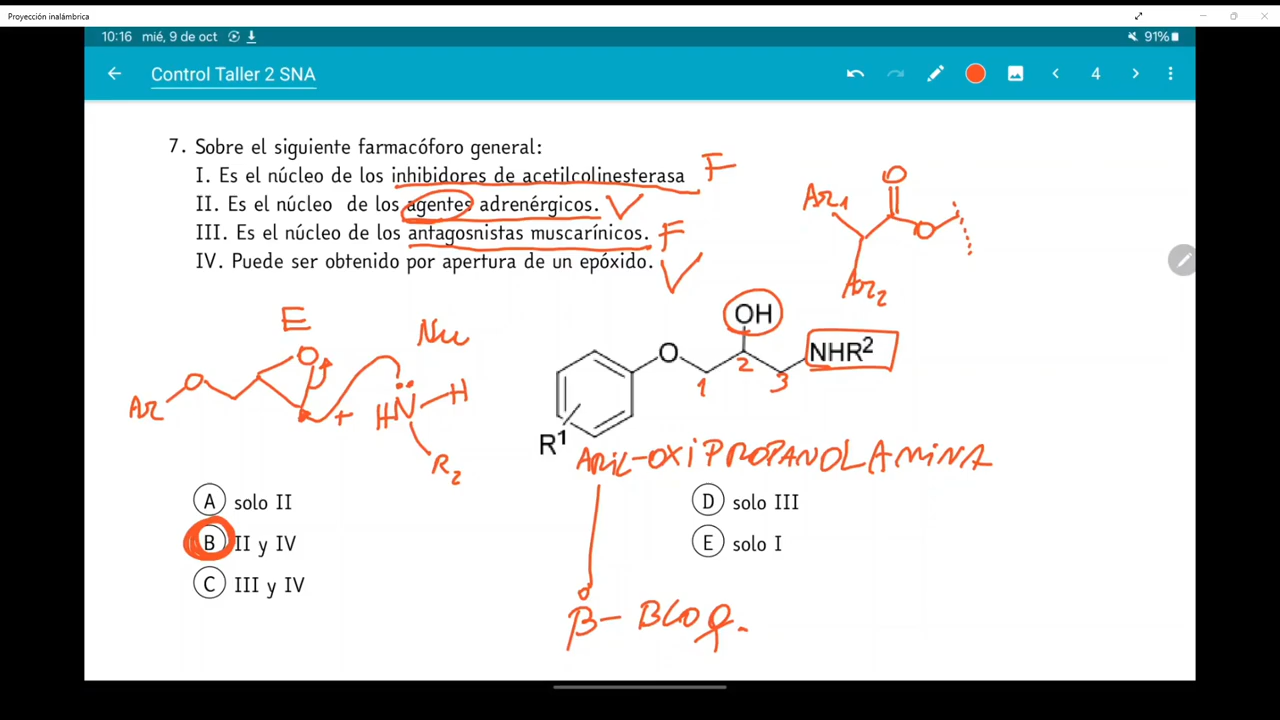 Proyección inalámbrica
10:16 mié, 9 de oct 91%
Control Taller 2 SNA
4
7. Sobre el siguiente farmacóforo general:
I. Es el núcleo de los inhibidores de acetilcolinesterasa F
II. Es el núcleo de los agentes adrenérgicos.
III. Es el núcleo de los antagosnistas muscarínicos. F
IV. Puede ser obtenido por apertura de un epóxido.
O
Ar1
O
Ar2
E
Nu
OH
O
NHR²
1 2 3
O
O
Ar
+
HN
H
R2
R¹
ARIL-OXIPROPANOLAMINA
A solo II
B II y IV
C III y IV
D solo III
E solo I
β-BLOQ.